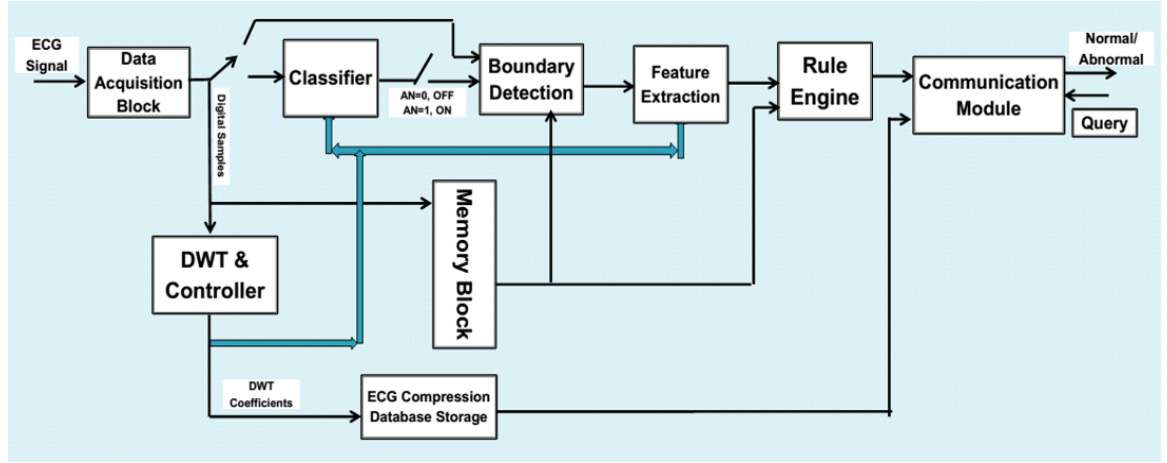 ECG
Signal
Data
Acquisition
Block
Classifier
AN=0, OFF
AN=1, ON
Boundary
Detection
Feature
Extraction
Rule
Engine
Communication
Module
Normal/
Abnormal
Query
Digital Samples
DWT &
Controller
Memory Block
DWT
Coefficients
ECG Compression
Database Storage